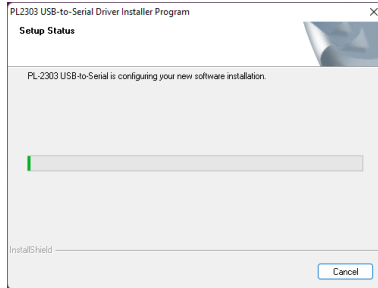 PL2303 USB-to-Serial Driver Installer Program
Setup Status
PL-2303 USB-to-Serial is configuring your new software installation.
InstallShield
Cancel